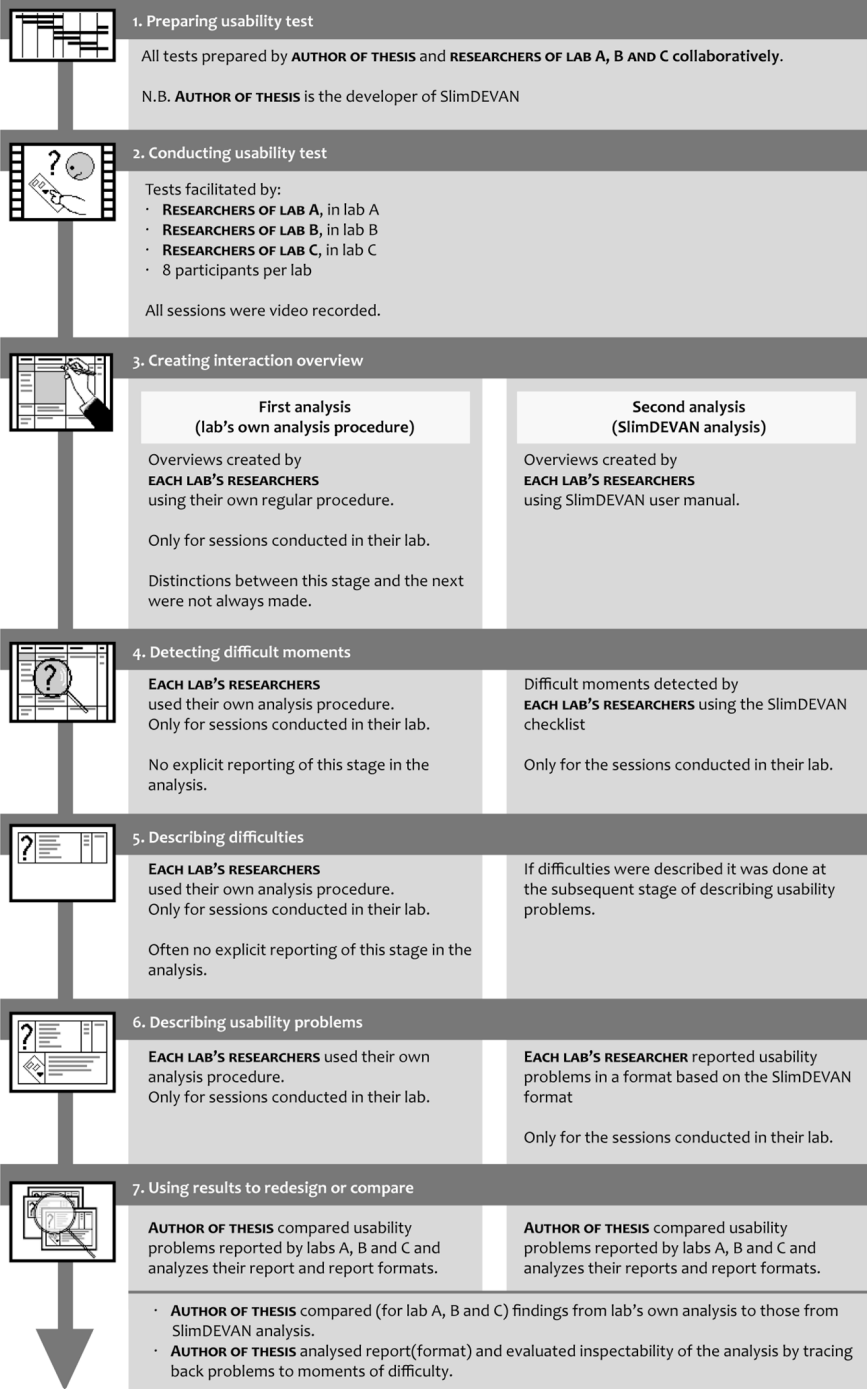 1. Preparing usability test
All tests prepared by AUTHOR OF THESIS and RESEARCHERS OF LAB A, B AND C collaboratively.
N.B. AUTHOR OF THESIS is the developer of SlimDEVAN
2. Conducting usability test
Tests facilitated by:
· RESEARCHERS OF LAB A, in lab A
· RESEARCHERS OF LAB B, in lab B
· RESEARCHERS OF LAB C, in lab C
· 8 participants per lab
All sessions were video recorded.
3. Creating interaction overview
First analysis
(lab's own analysis procedure)
Overviews created by
EACH LAB'S RESEARCHERS
using their own regular procedure.
Only for sessions conducted in their lab.
Distinctions between this stage and the next
were not always made.
Second analysis
(SlimDEVAN analysis)
Overviews created by
EACH LAB'S RESEARCHERS
using SlimDEVAN user manual.
4. Detecting difficult moments
EACH LAB'S RESEARCHERS
used their own analysis procedure.
Only for sessions conducted in their lab.
No explicit reporting of this stage in the
analysis.
Difficult moments detected by
EACH LAB'S RESEARCHERS using the SlimDEVAN
checklist
Only for the sessions conducted in their lab.
5. Describing difficulties
EACH LAB'S RESEARCHERS
used their own analysis procedure.
Only for sessions conducted in their lab.
Often no explicit reporting of this stage in the
analysis.
If difficulties were described it was done at
the subsequent stage of describing usability
problems.
6. Describing usability problems
EACH LAB'S RESEARCHERS used their own
analysis procedure.
Only for sessions conducted in their lab.
EACH LAB'S RESEARCHER reported usability
problems in a format based on the SlimDEVAN
format
Only for the sessions conducted in their lab.
7. Using results to redesign or compare
AUTHOR OF THESIS compared usability
problems reported by labs A, B and C and
analyzes their report and report formats.
AUTHOR OF THESIS compared usability
problems reported by labs A, B and C and
analyzes their reports and report formats.
· AUTHOR OF THESIS compared (for lab A, B and C) findings from lab's own analysis to those from
SlimDEVAN analysis.
· AUTHOR OF THESIS analysed report(format) and evaluated inspectability of the analysis by tracing
back problems to moments of difficulty.